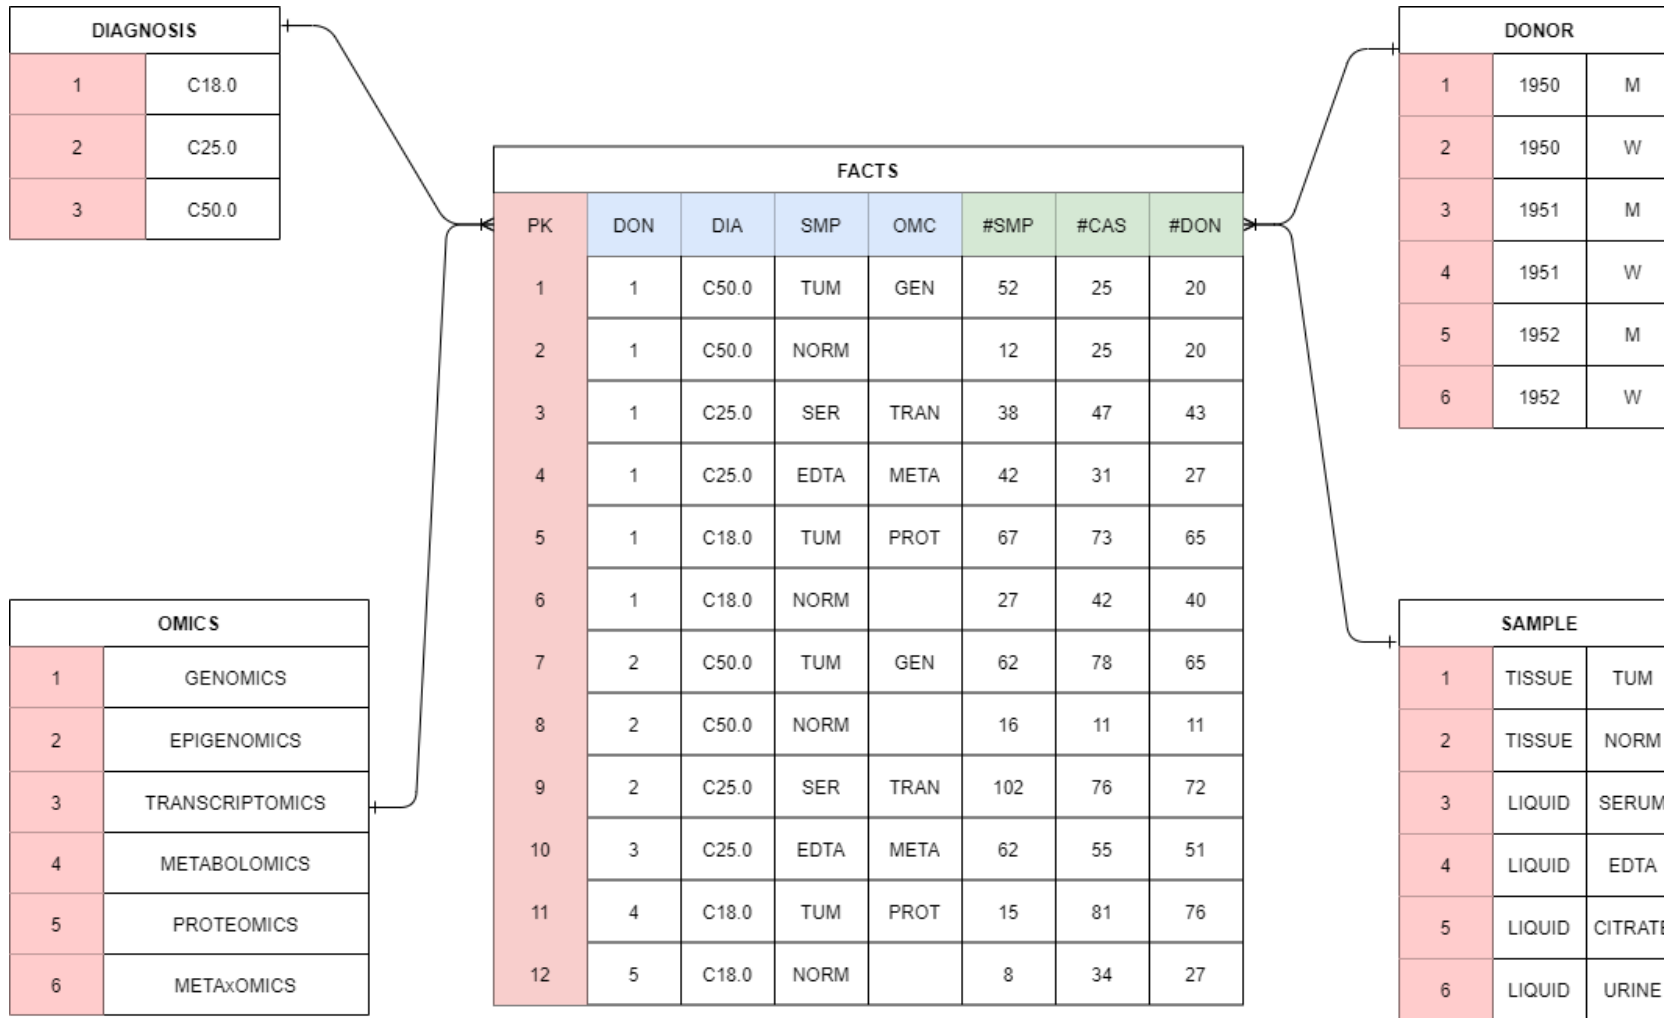 DIAGNOSIS
1 C18.0
2 C25.0
3 C50.0
FACTS
PK DON DIA SMP OMC #SMP #CAS #DON
1 1 C50.0 TUM GEN 52 25 20
2 1 C50.0 NORM 12 25 20
3 1 C25.0 SER TRAN 38 47 43
4 1 C25.0 EDTA META 42 31 27
5 1 C18.0 TUM PROT 67 73 65
6 1 C18.0 NORM 27 42 40
7 2 C50.0 TUM GEN 62 78 65
8 2 C50.0 NORM 16 11 11
9 2 C25.0 SER TRAN 102 76 72
10 3 C25.0 EDTA META 62 55 51
11 4 C18.0 TUM PROT 15 81 76
12 5 C18.0 NORM 8 34 27
DONOR
1 1950 M
2 1950 W
3 1951 M
4 1951 W
5 1952 M
6 1952 W
OMICS
1 GENOMICS
2 EPIGENOMICS
3 TRANSCRIPTOMICS
4 METABOLOMICS
5 PROTEOMICS
6 METAxOMICS
SAMPLE
1 TISSUE TUM
2 TISSUE NORM
3 LIQUID SERUM
4 LIQUID EDTA
5 LIQUID CITRATE
6 LIQUID URINE